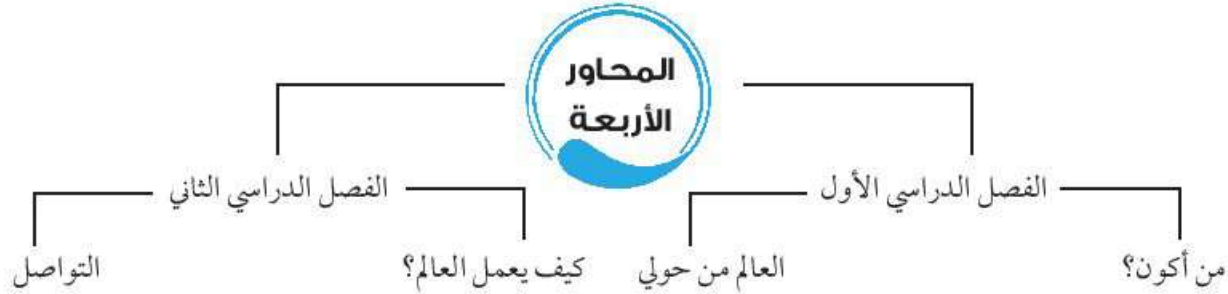 المحاور
الأربعة
الفصل الدراسي الأول
الفصل الدراسي الثاني
من أكون؟
العالم من حولي
كيف يعمل العالم؟
التواصل